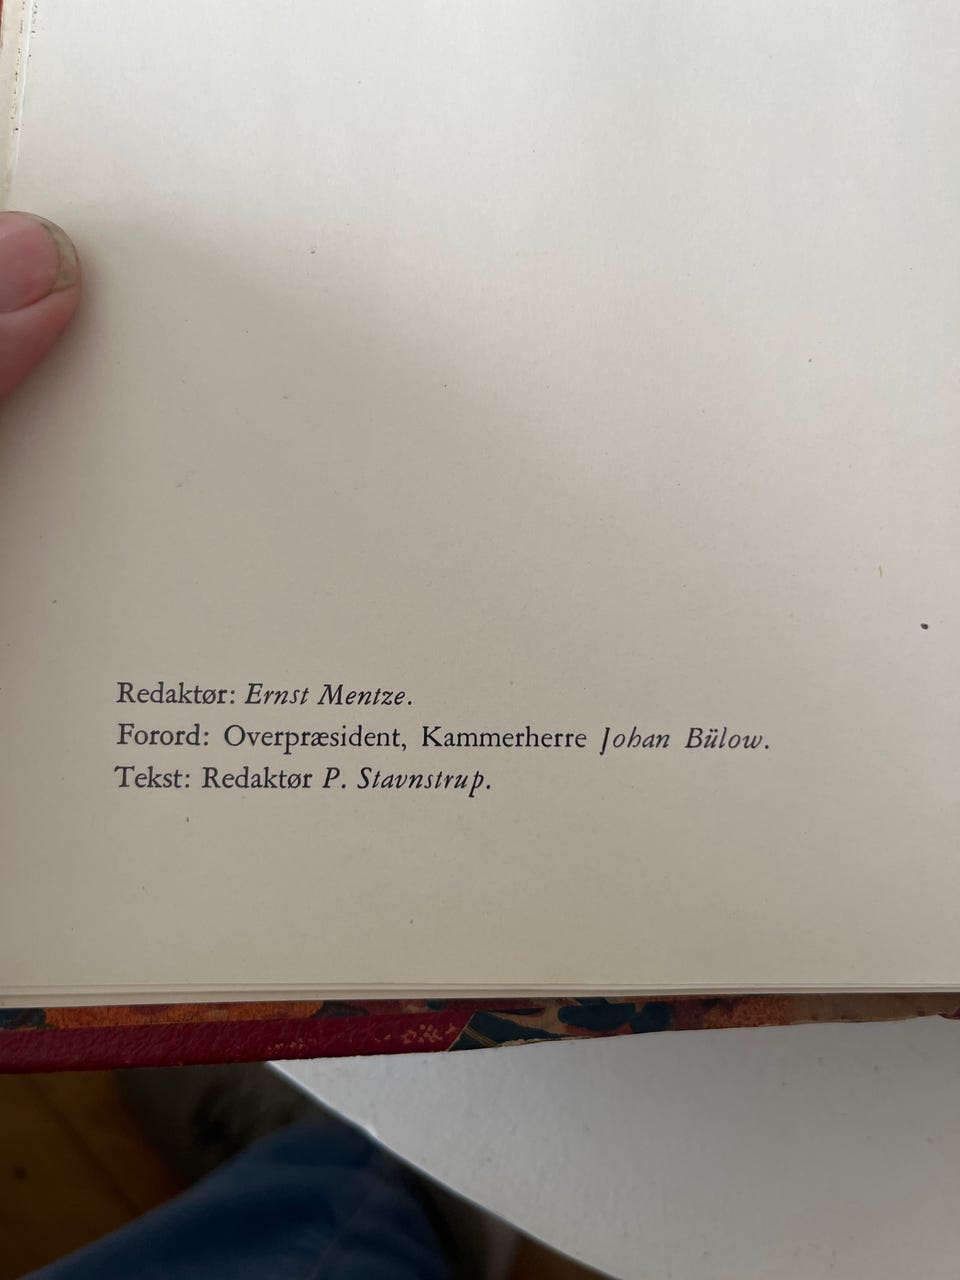 Redaktør: Ernst Mentze.
Forord: Overpræsident, Kammerherre Johan Bülow.
Tekst: Redaktør P. Stavnstrup.